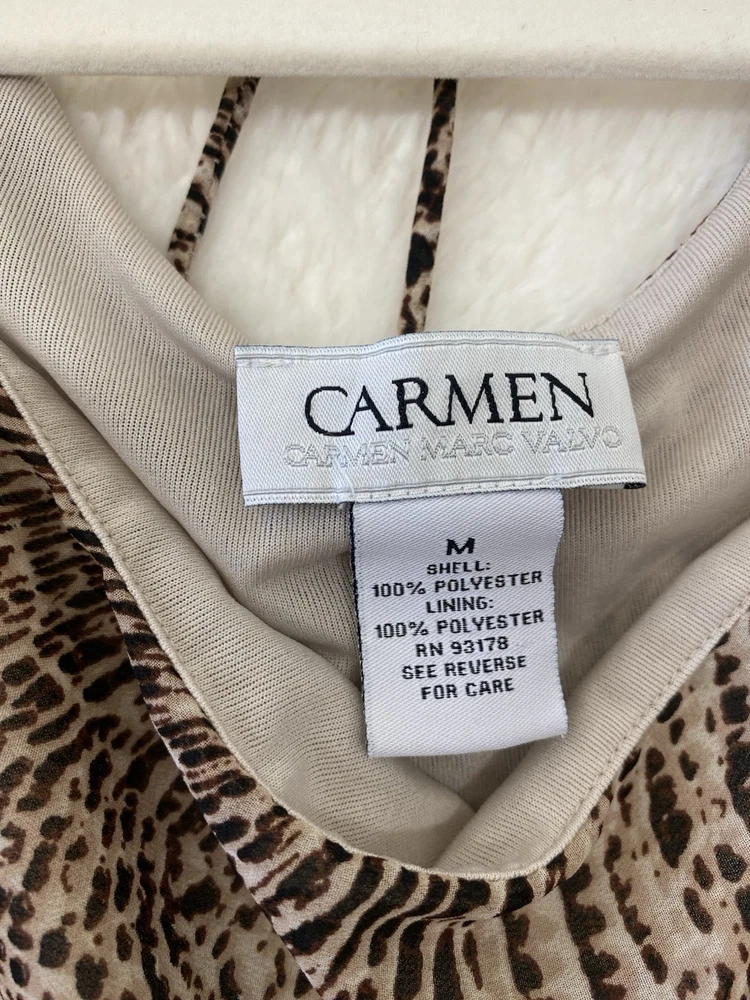 CARMEN
CARMEN MARC VALVO
M
SHELL:
100% POLYESTER
LINING:
100% POLYESTER
RN 93178
SEE REVERSE
FOR CARE